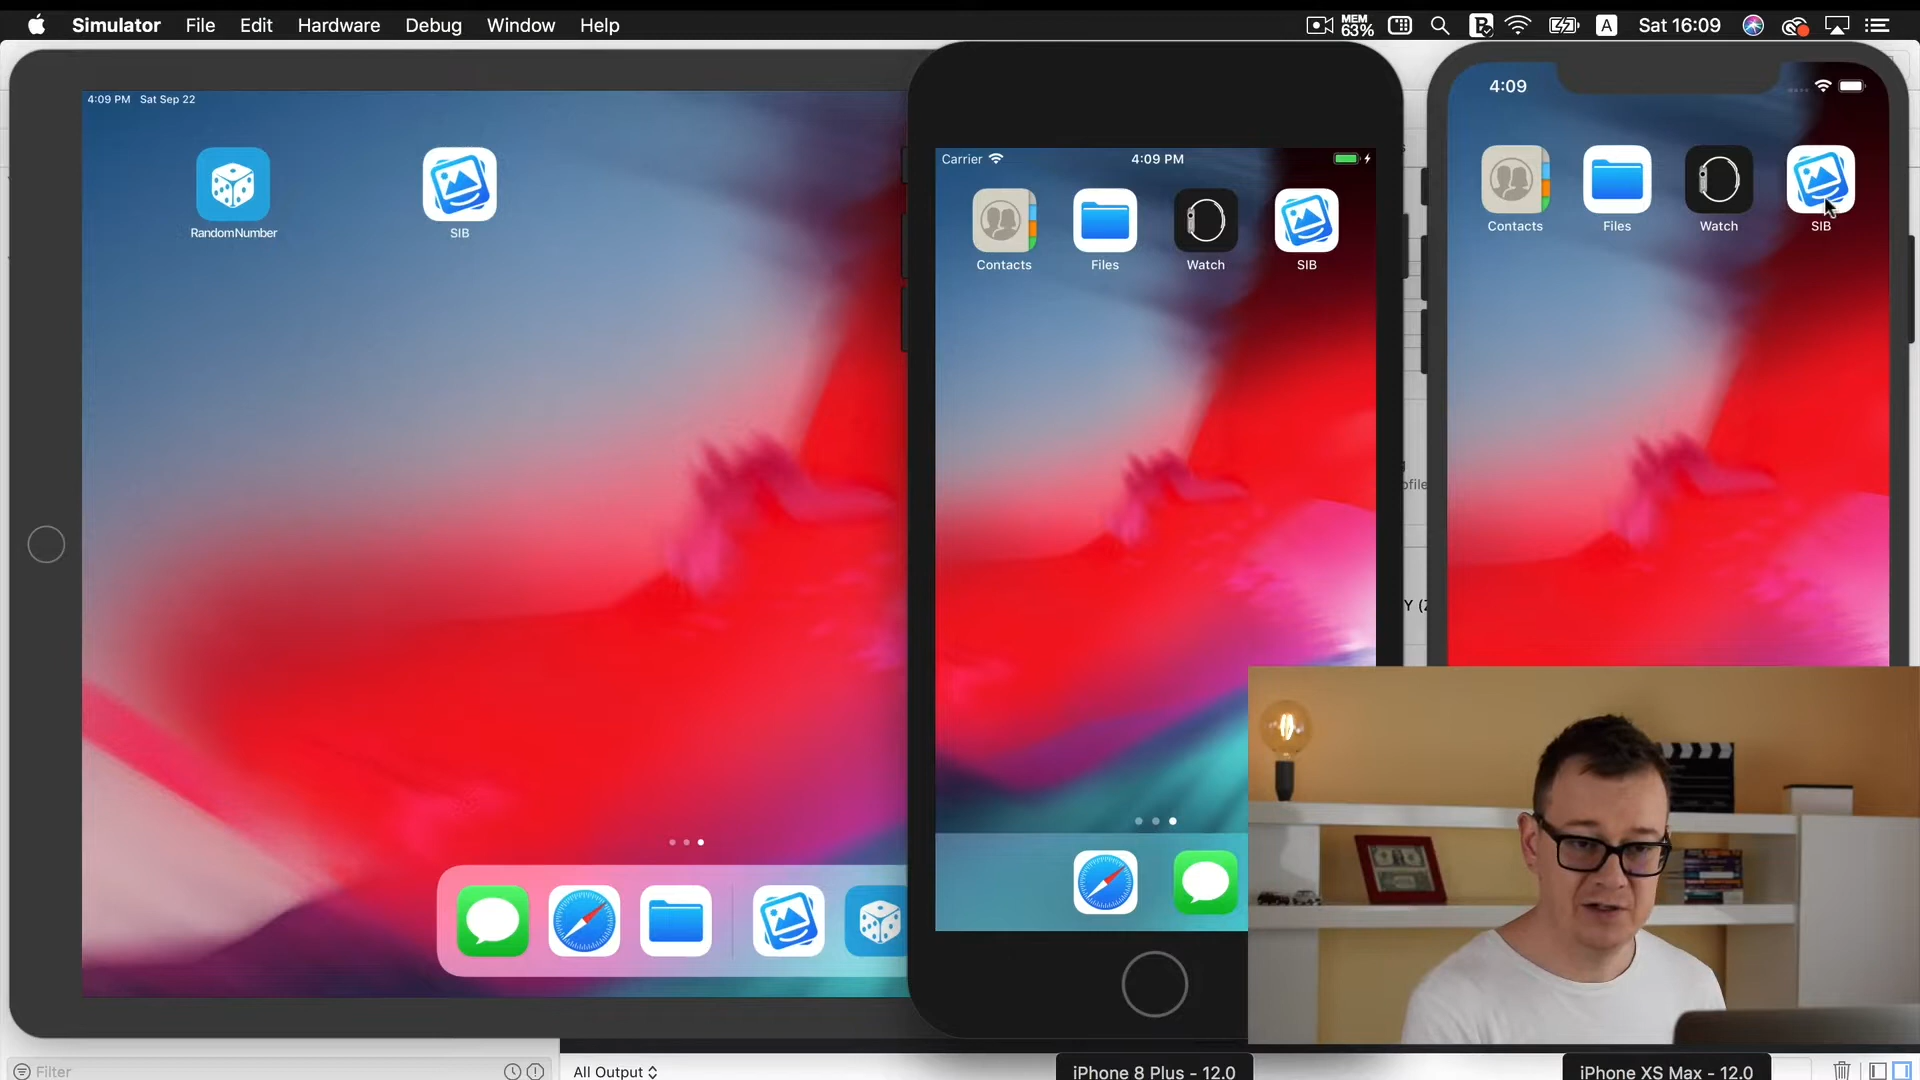 Simulator File Edit Hardware Debug Window Help
MEM
63%
A
Sat 16:09
4:09 PM Sat Sep 22
RandomNumber
SIB
Carrier
4:09 PM
Contacts
Files
Watch
SIB
4:09
Contacts
Files
Watch
SIB
ofile
Y (Z
Filter
All Output
iPhone 8 Plus - 12.0
iPhone XS Max - 12.0